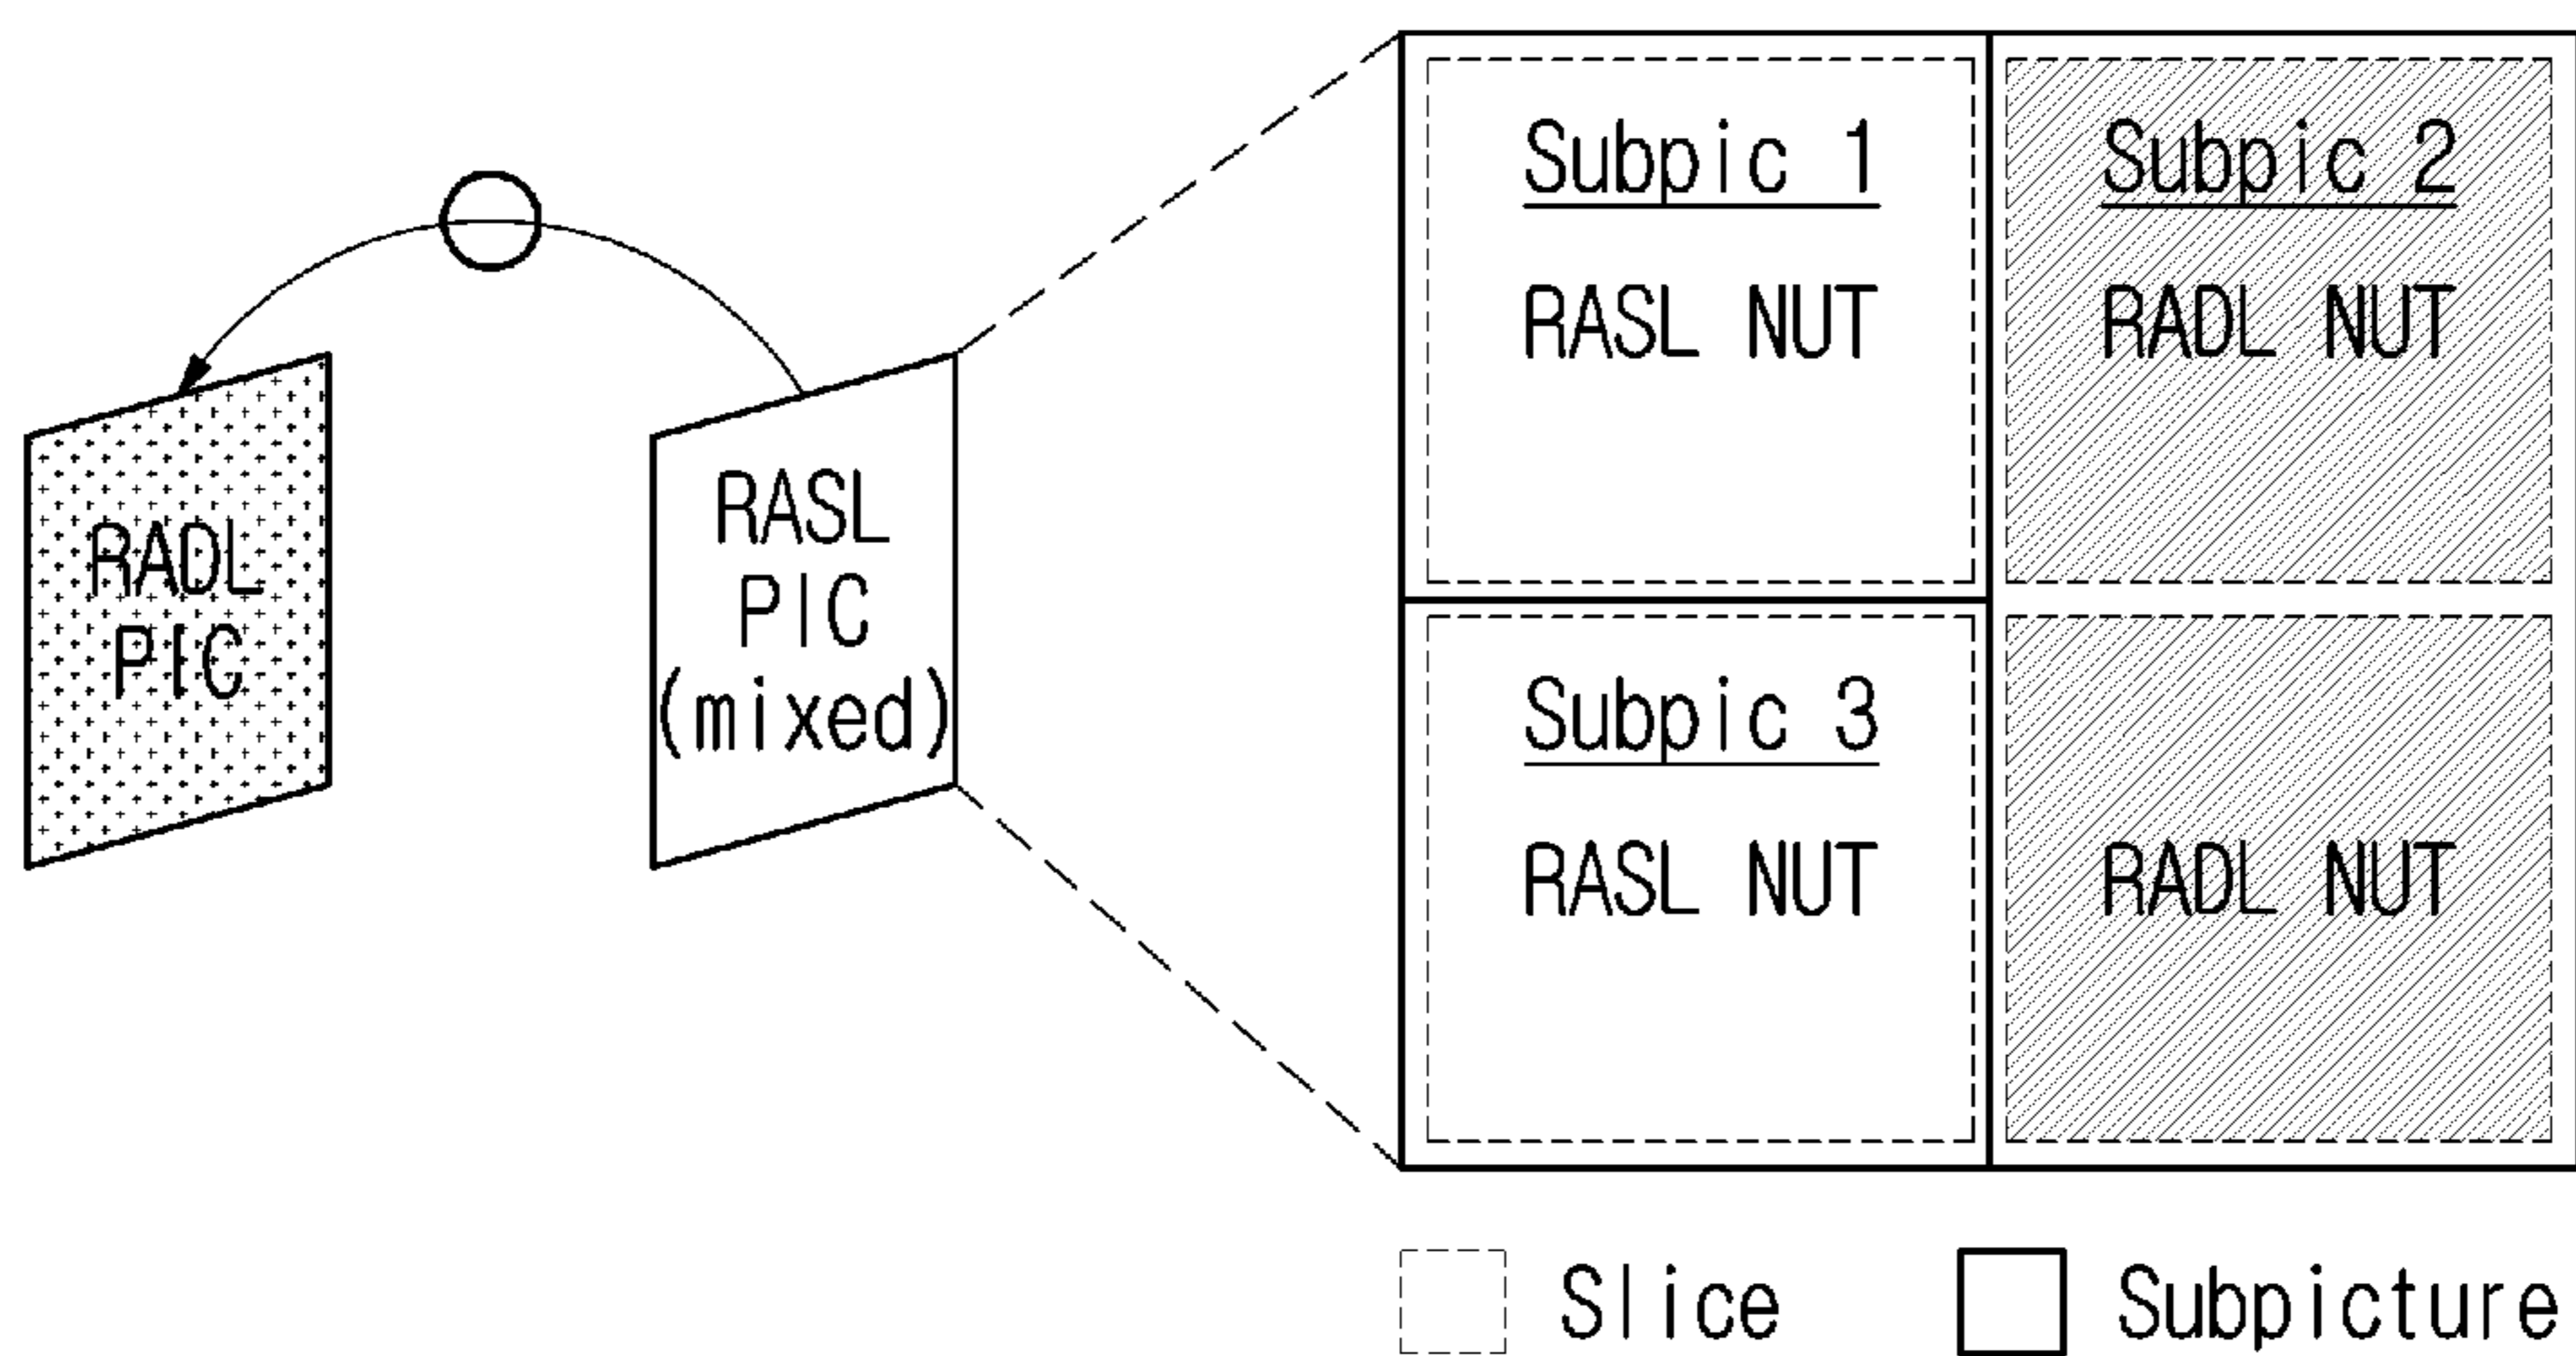 RADL
PIC
RASL
PIC
(mixed)
Subpic 1
RASL NUT
Subpic 2
RADL NUT
Subpic 3
RASL NUT
RADL NUT
Slice
Subpicture